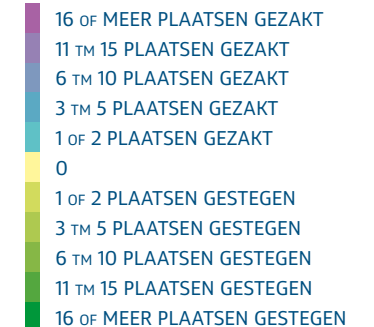 16 OF MEER PLAATSEN GEZAKT
11 TM 15 PLAATSEN GEZAKT
6 TM 10 PLAATSEN GEZAKT
3 TM 5 PLAATSEN GEZAKT
1 OF 2 PLAATSEN GEZAKT
0
1 OF 2 PLAATSEN GESTEGEN
3 TM 5 PLAATSEN GESTEGEN
6 TM 10 PLAATSEN GESTEGEN
11 TM 15 PLAATSEN GESTEGEN
16 OF MEER PLAATSEN GESTEGEN